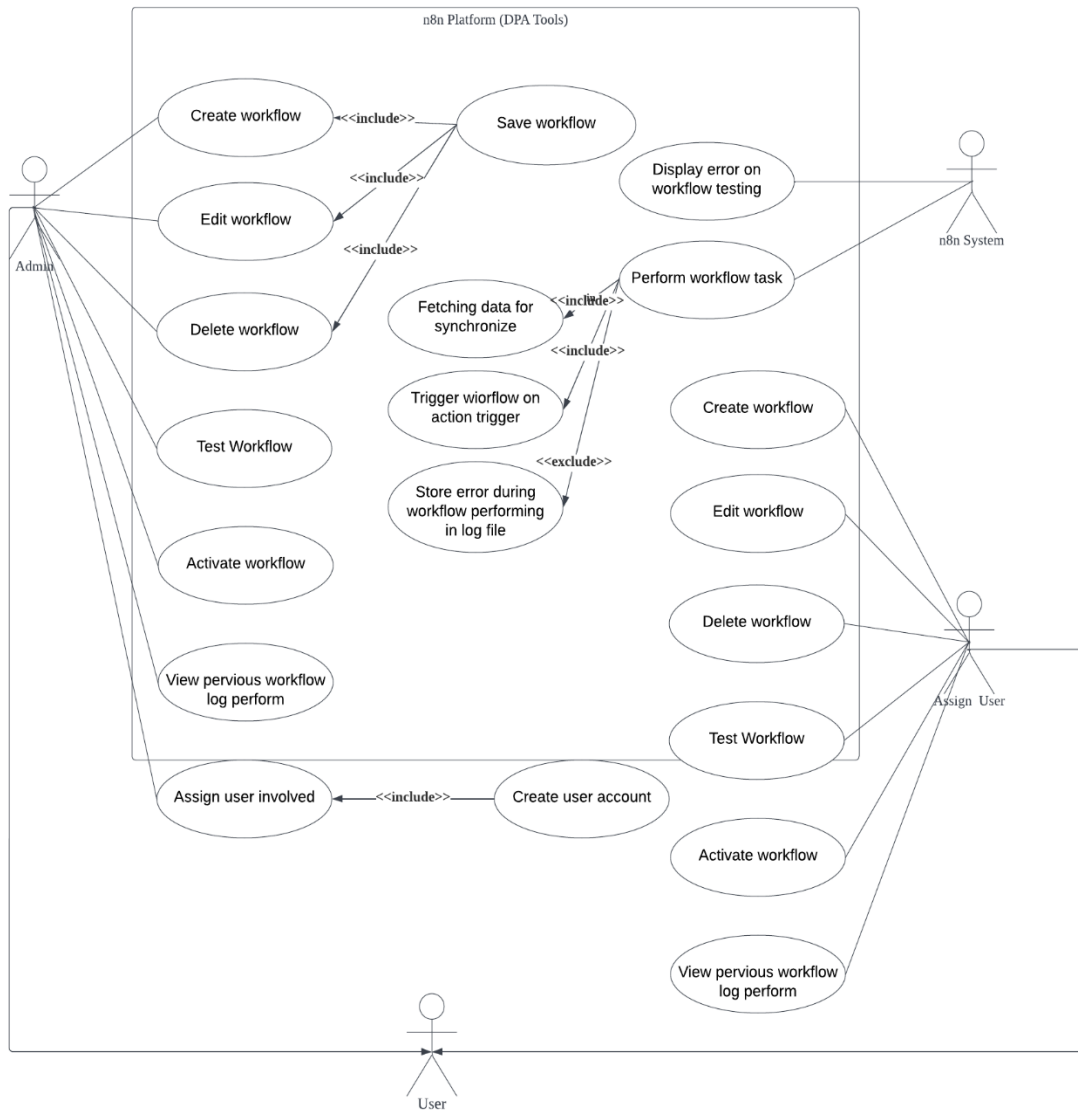 n8n Platform (DPA Tools)
Create workflow
<<include>>
Save workflow
Display error on
workflow testing
n8n System
Admin
Edit workflow
<<include>>
<<include>>
Delete workflow
Perform workflow task
Fetching data for
synchronize
<<include>>
<<include>>
Trigger wiorflow on
action trigger
<<exclude>>
Store error during
workflow performing
in log file
Test Workflow
Activate workflow
View pervious workflow
log perform
Create workflow
Edit workflow
Delete workflow
Test Workflow
Assign User
Assign user involved
<<include>>
Create user account
Activate workflow
View pervious workflow
log perform
User